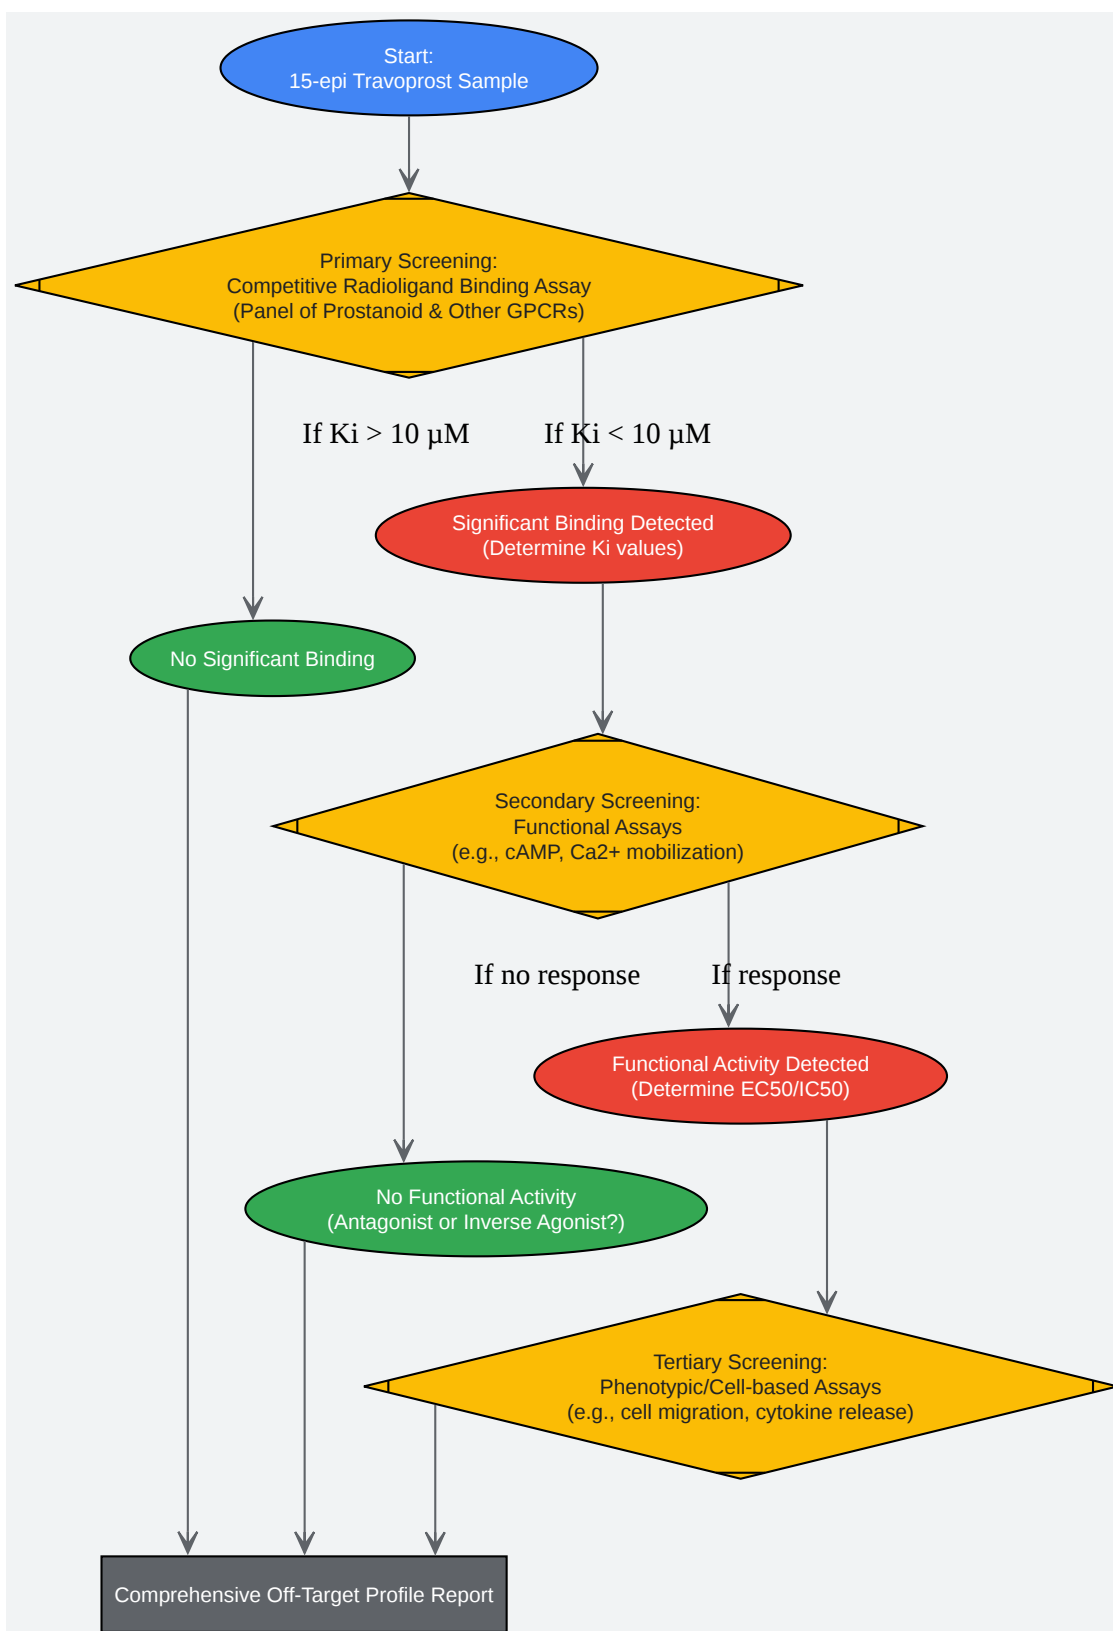 Start:
15-epi Travoprost Sample
Primary Screening:
Competitive Radioligand Binding Assay
(Panel of Prostanoid & Other GPCRs)
If Ki > 10 µM
If Ki < 10 µM
Significant Binding Detected
(Determine Ki values)
No Significant Binding
Secondary Screening:
Functional Assays
(e.g., cAMP, Ca2+ mobilization)
If no response
If response
Functional Activity Detected
(Determine EC50/IC50)
No Functional Activity
(Antagonist or Inverse Agonist?)
Tertiary Screening:
Phenotypic/Cell-based Assays
(e.g., cell migration, cytokine release)
Comprehensive Off-Target Profile Report